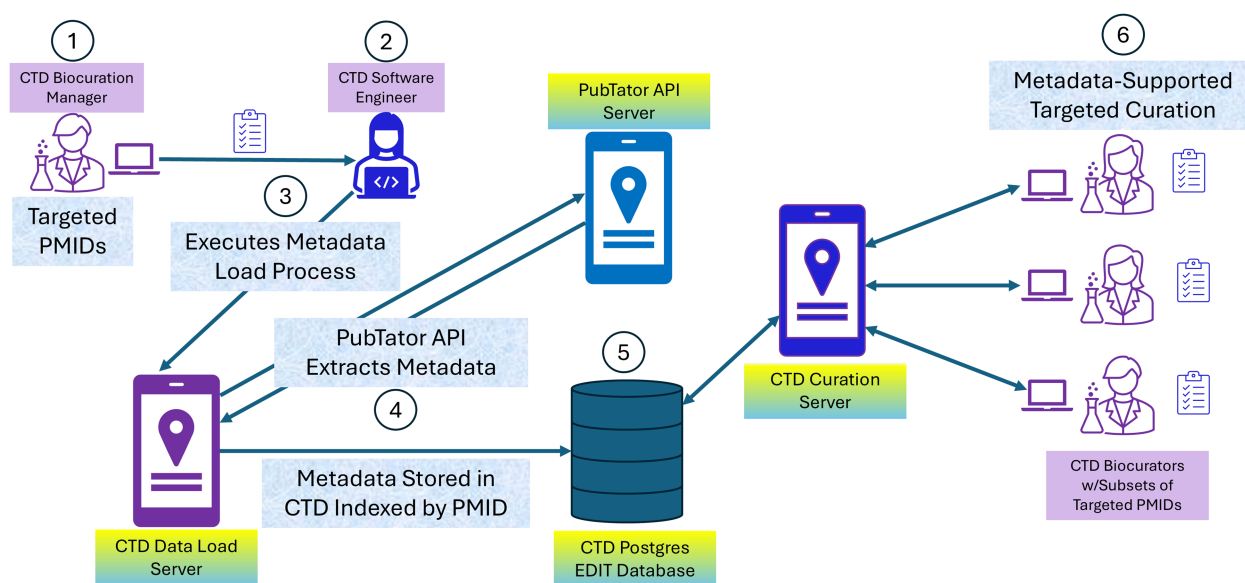 1
CTD Biocuration
Manager
Targeted
PMIDs
2
CTD Software
Engineer
</>
3
Executes Metadata
Load Process
PubTator API
Server
PubTator API
Extracts Metadata
4
CTD Data Load
Server
Metadata Stored in
CTD Indexed by PMID
5
CTD Postgres
EDIT Database
CTD Curation
Server
6
Metadata-Supported
Targeted Curation
CTD Biocurators
w/Subsets of
Targeted PMIDs